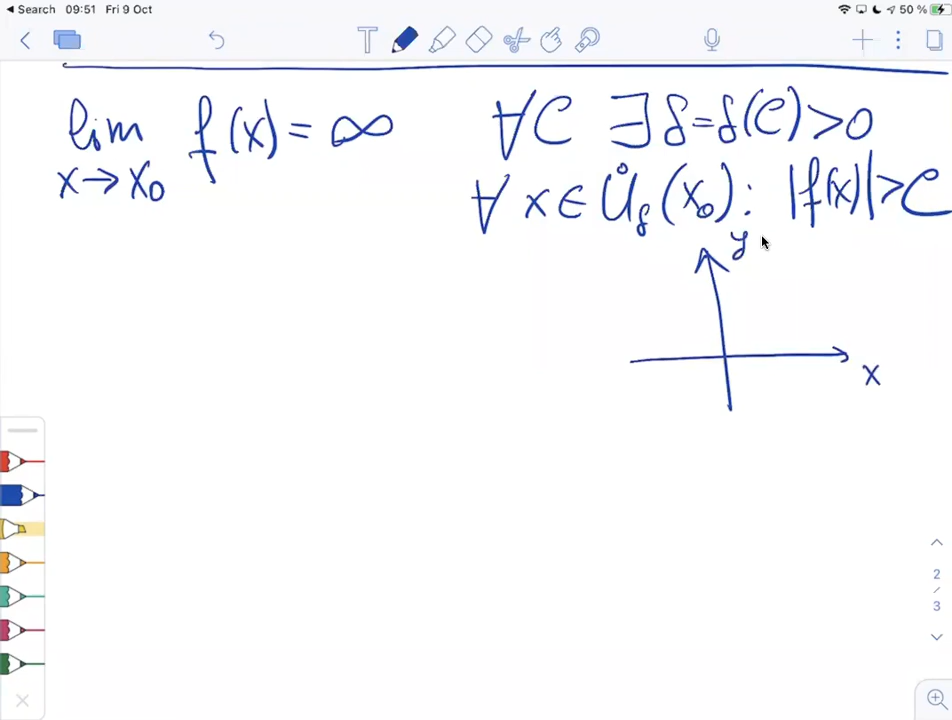 Search 09:51 Fri 9 Oct 50 %
T
lim f(x) = ∞ ∀C ∃ δ=δ(C)>0
x→x₀ ∀ x∈Ů_δ(x₀): |f(x)|>C
y
x
2
/
3